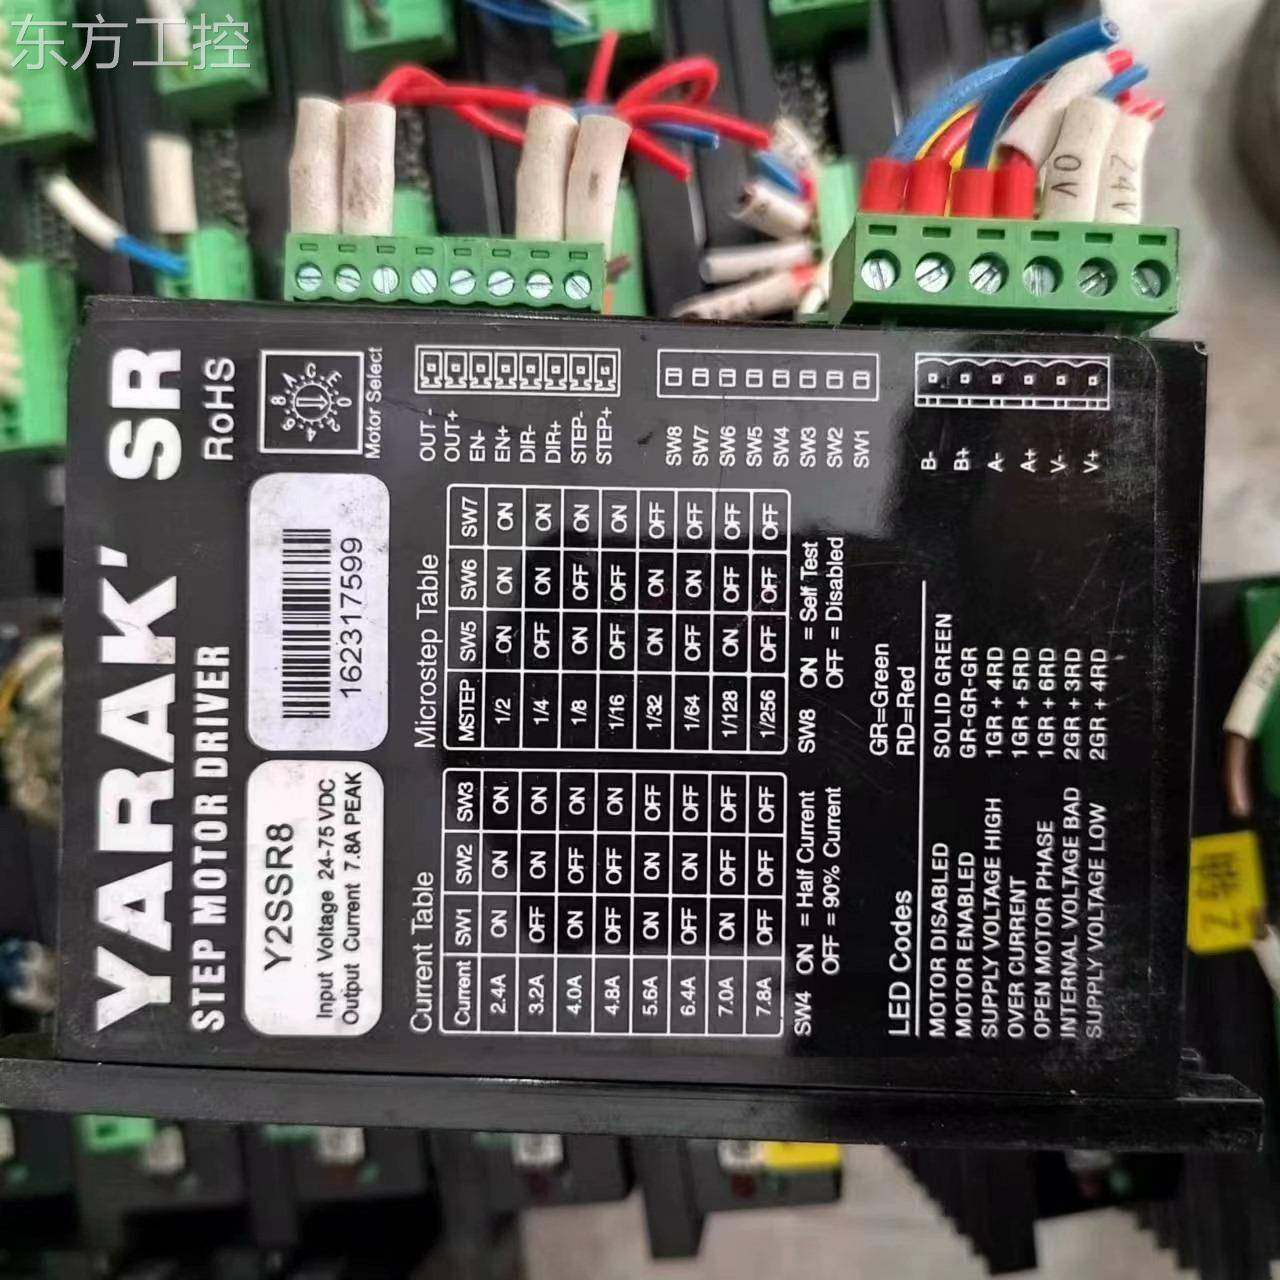 东方工控
YARAK' SR
STEP MOTOR DRIVER
RoHS
Y2SSR8
Input Voltage 24-75 VDC
Output Current 7.8A PEAK
162317599
Motor Select
Current Table
Current SW1 SW2 SW3
2.4A ON ON ON
3.2A OFF ON ON
4.0A ON OFF ON
4.8A OFF OFF ON
5.6A ON ON OFF
6.4A OFF ON OFF
7.0A ON OFF OFF
7.8A OFF OFF OFF
SW4 ON = Half Current
OFF = 90% Current
Microstep Table
MSTEP SW5 SW6 SW7
1/2 ON ON ON
1/4 OFF ON ON
1/8 ON OFF ON
1/16 OFF OFF ON
1/32 ON ON OFF
1/64 OFF ON OFF
1/128 ON OFF OFF
1/256 OFF OFF OFF
SW8 ON = Self Test
OFF = Disabled
OUT -
OUT+
EN-
EN+
DIR-
DIR+
STEP-
STEP+
SW8
SW7
SW6
SW5
SW4
SW3
SW2
SW1
B-
B+
A-
A+
V-
V+
GR=Green
LED Codes RD=Red
MOTOR DISABLED SOLID GREEN
MOTOR ENABLED GR-GR-GR
SUPPLY VOLTAGE HIGH 1GR + 4RD
OVER CURRENT 1GR + 5RD
OPEN MOTOR PHASE 1GR + 6RD
INTERNAL VOLTAGE BAD 2GR + 3RD
SUPPLY VOLTAGE LOW 2GR + 4RD
0V
24V